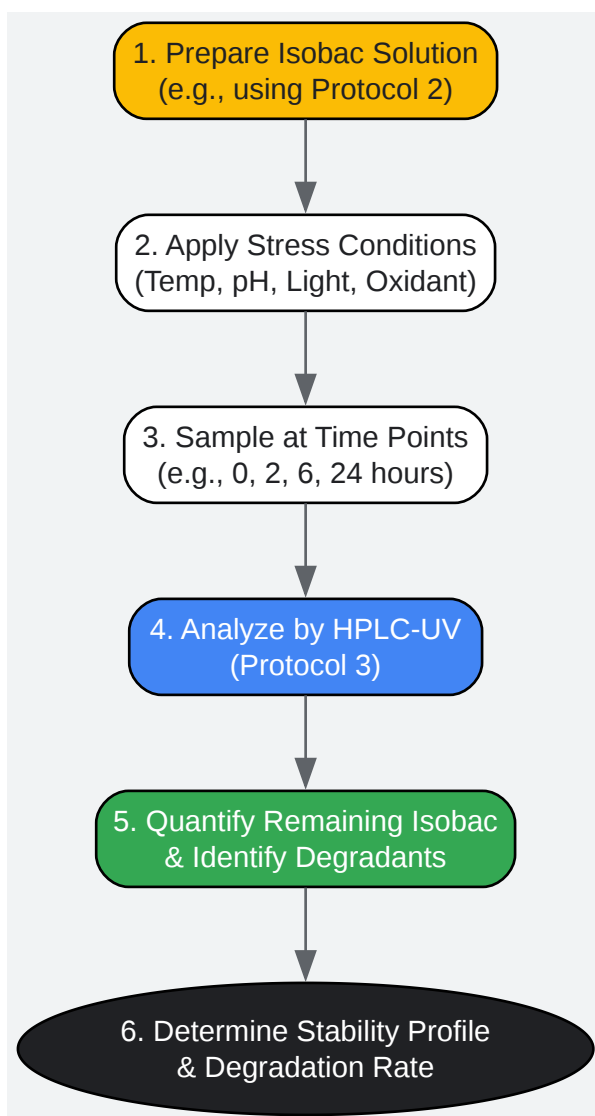 1. Prepare Isobac Solution
(e.g., using Protocol 2)
2. Apply Stress Conditions
(Temp, pH, Light, Oxidant)
3. Sample at Time Points
(e.g., 0, 2, 6, 24 hours)
4. Analyze by HPLC-UV
(Protocol 3)
5. Quantify Remaining Isobac
& Identify Degradants
6. Determine Stability Profile
& Degradation Rate